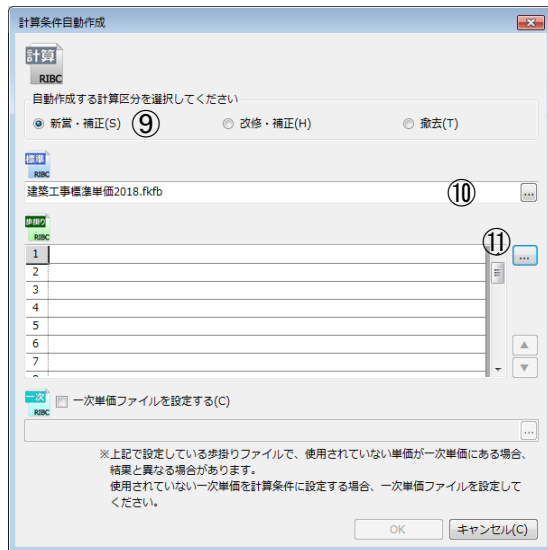 計算条件自動作成
計算
RIBC
自動作成する計算区分を選択してください
新営・補正(S) ⑨ 改修・補正(H) 撤去(T)
標準
RIBC
建築工事標準単価2018.fkfb ⑩ ...
歩掛り
RIBC
⑪
1 ...
2
3
4
5
6
7
一次
RIBC
一次単価ファイルを設定する(C)
...
※上記で設定している歩掛りファイルで、使用されていない単価が一次単価にある場合、
結果と異なる場合があります。
使用されていない一次単価を計算条件に設定する場合、一次単価ファイルを設定して
ください。
OK キャンセル(C)